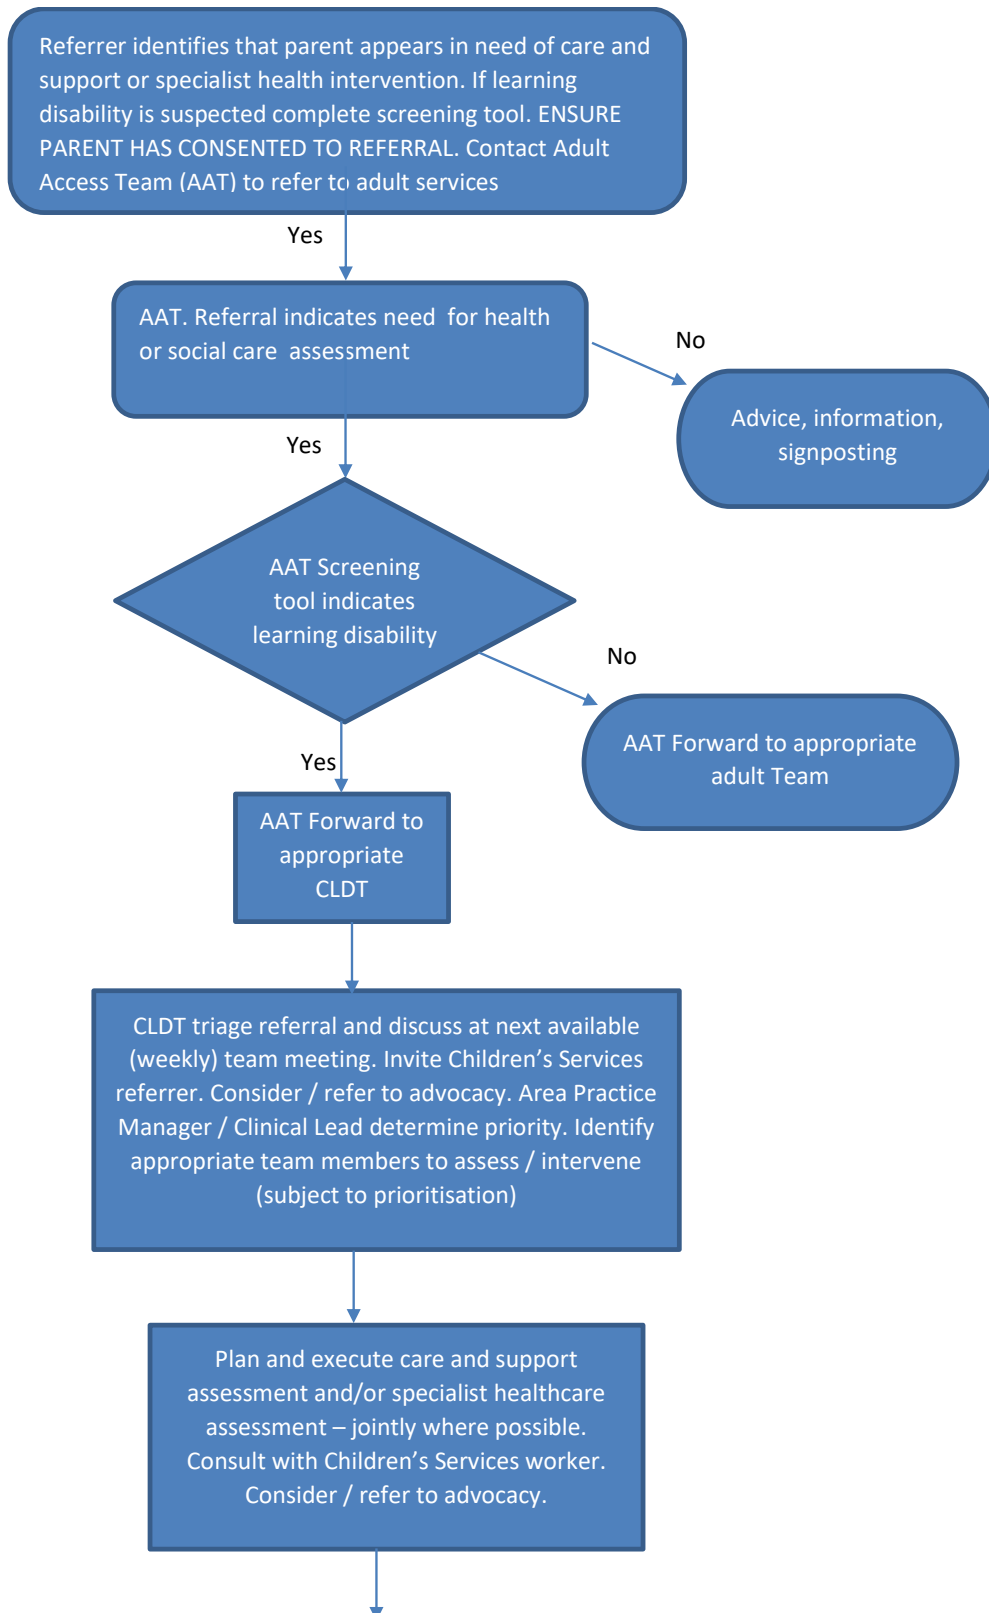 Referrer identifies that parent appears in need of care and
support or specialist health intervention. If learning
disability is suspected complete screening tool. ENSURE
PARENT HAS CONSENTED TO REFERRAL. Contact Adult
Access Team (AAT) to refer to adult services
Yes
AAT. Referral indicates need for health
or social care assessment
No
Advice, information,
signposting
Yes
AAT Screening
tool indicates
learning disability
No
AAT Forward to appropriate
adult Team
Yes
AAT Forward to
appropriate
CLDT
CLDT triage referral and discuss at next available
(weekly) team meeting. Invite Children’s Services
referrer. Consider / refer to advocacy. Area Practice
Manager / Clinical Lead determine priority. Identify
appropriate team members to assess / intervene
(subject to prioritisation)
Plan and execute care and support
assessment and/or specialist healthcare
assessment – jointly where possible.
Consult with Children’s Services worker.
Consider / refer to advocacy.